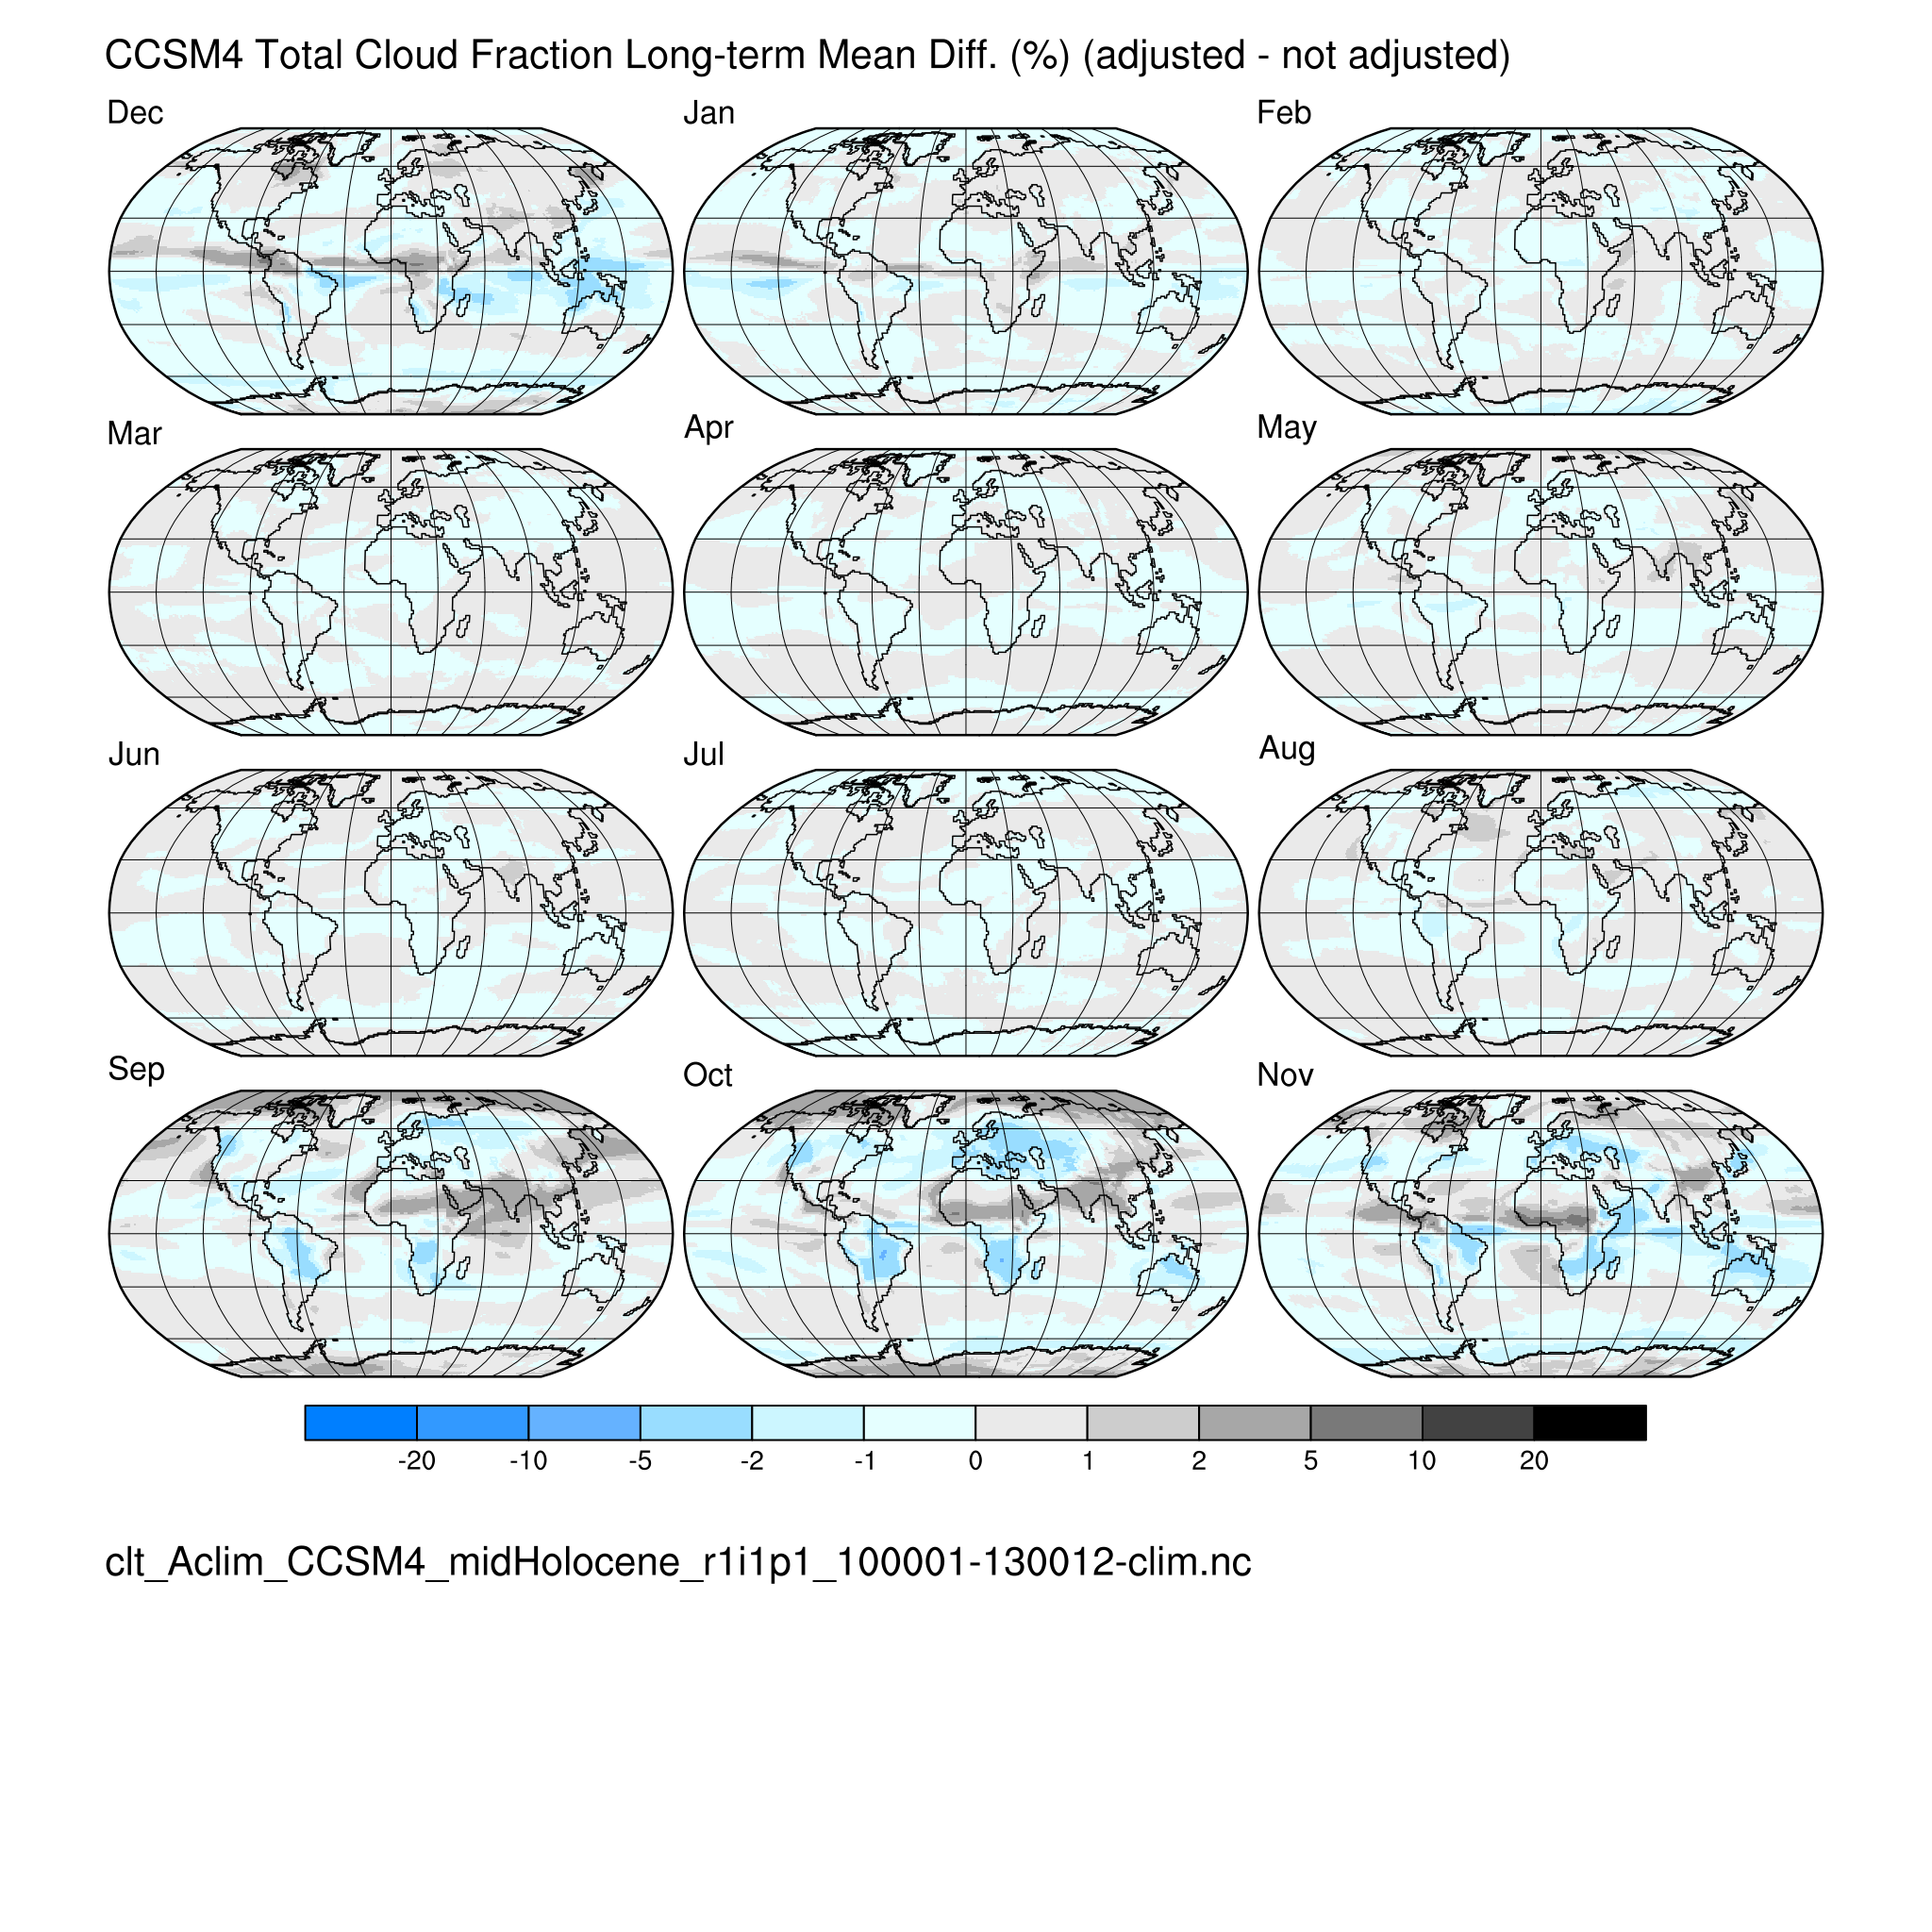 CCSM4 Total Cloud Fraction Long-term Mean Diff. (%) (adjusted - not adjusted)
Dec
Jan
Feb
Mar
Apr
May
Jun
Jul
Aug
Sep
Oct
Nov
-20 -10 -5 -2 -1 0 1 2 5 10 20
clt_Aclim_CCSM4_midHolocene_r1i1p1_100001-130012-clim.nc